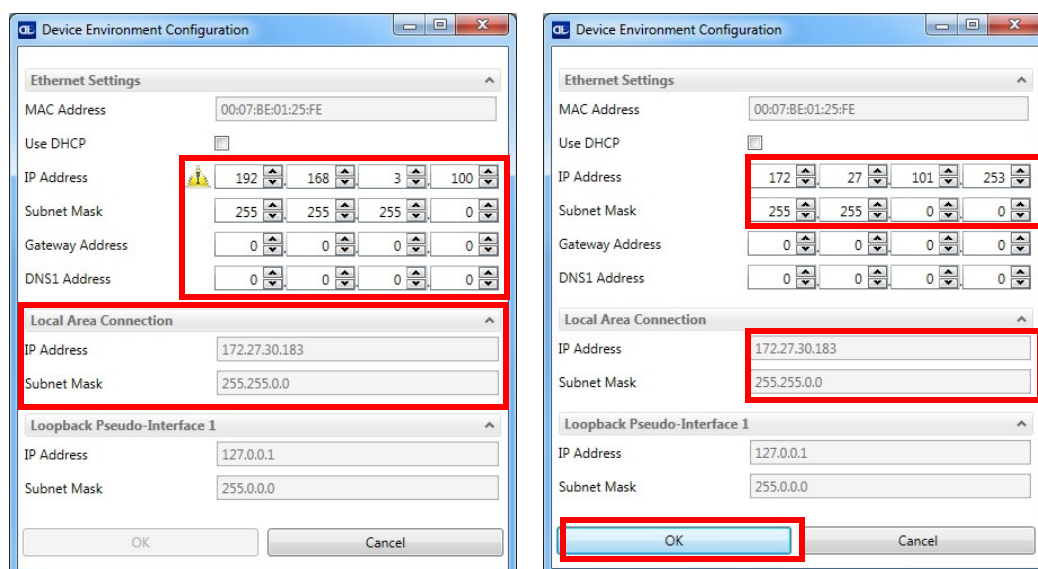 Device Environment Configuration
Ethernet Settings
MAC Address 00:07:BE:01:25:FE
Use DHCP
IP Address 192 . 168 . 3 . 100
Subnet Mask 255 . 255 . 255 . 0
Gateway Address 0 . 0 . 0 . 0
DNS1 Address 0 . 0 . 0 . 0
Local Area Connection
IP Address 172.27.30.183
Subnet Mask 255.255.0.0
Loopback Pseudo-Interface 1
IP Address 127.0.0.1
Subnet Mask 255.0.0.0
OK Cancel
Device Environment Configuration
Ethernet Settings
MAC Address 00:07:BE:01:25:FE
Use DHCP
IP Address 172 . 27 . 101 . 253
Subnet Mask 255 . 255 . 0 . 0
Gateway Address 0 . 0 . 0 . 0
DNS1 Address 0 . 0 . 0 . 0
Local Area Connection
IP Address 172.27.30.183
Subnet Mask 255.255.0.0
Loopback Pseudo-Interface 1
IP Address 127.0.0.1
Subnet Mask 255.0.0.0
OK Cancel